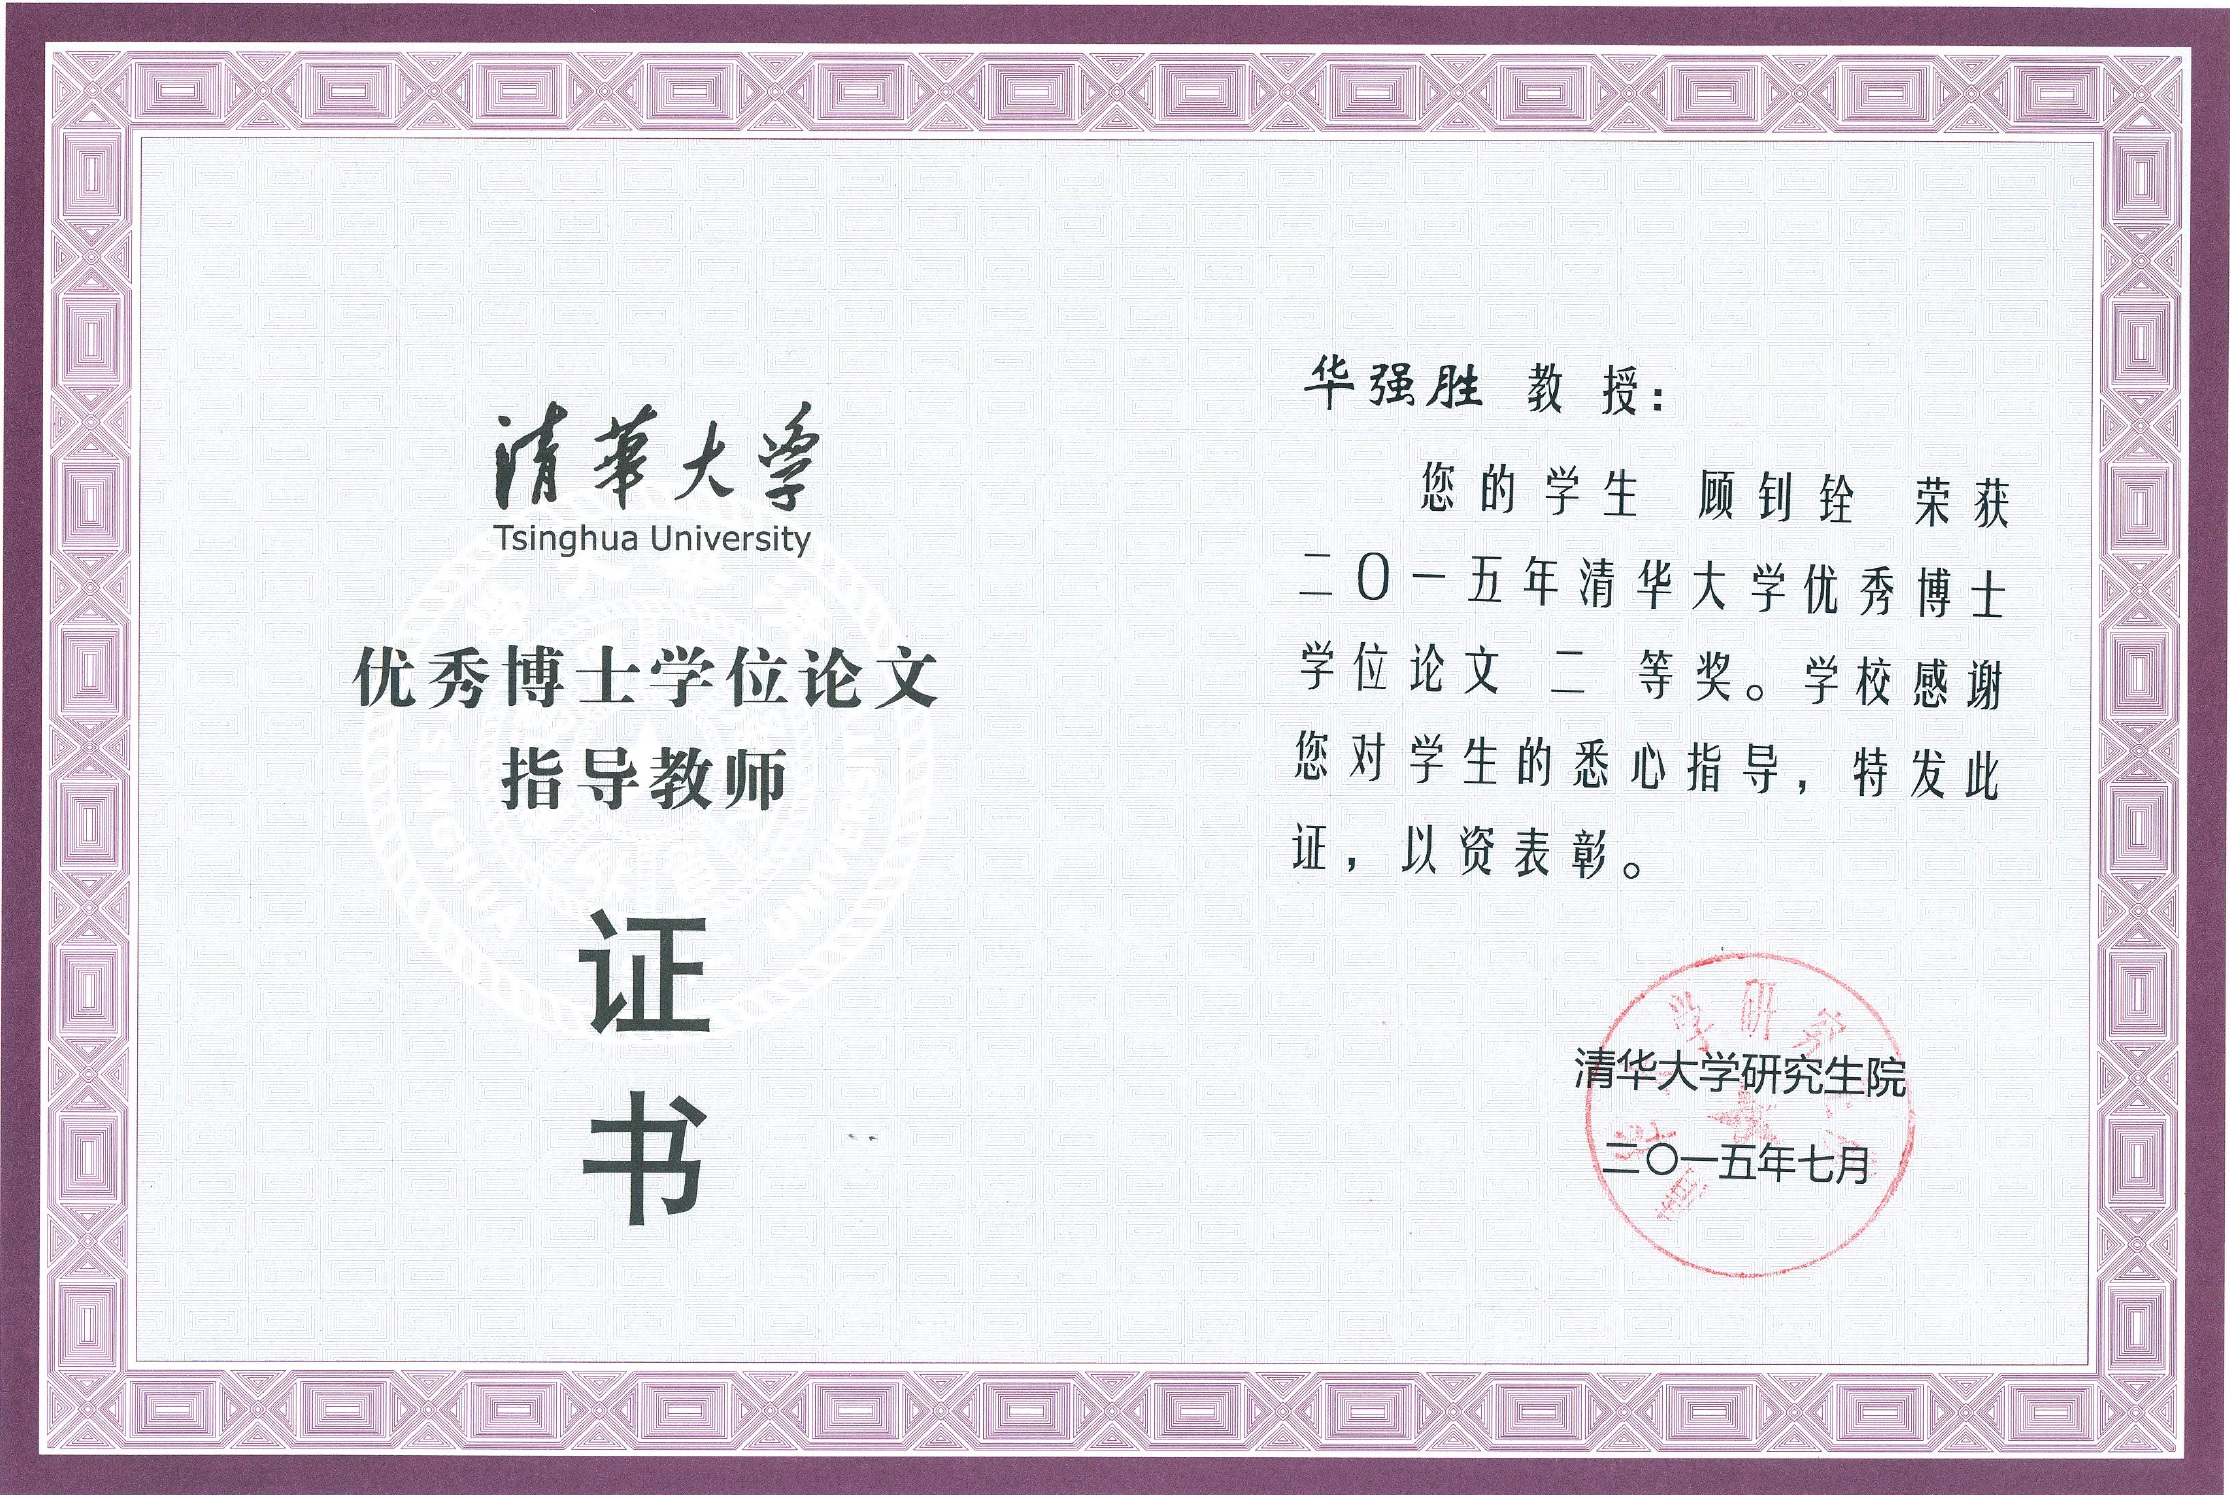 清華大学
Tsinghua University
优秀博士学位论文
指导教师
证
书
华强胜 教 授：
您的学生 顾钊铨 荣获
二〇一五年清华大学优秀博士
学位论文 二 等奖。学校感谢
您对学生的悉心指导，特发此
证，以资表彰。
清华大学研究生院
二〇一五年七月